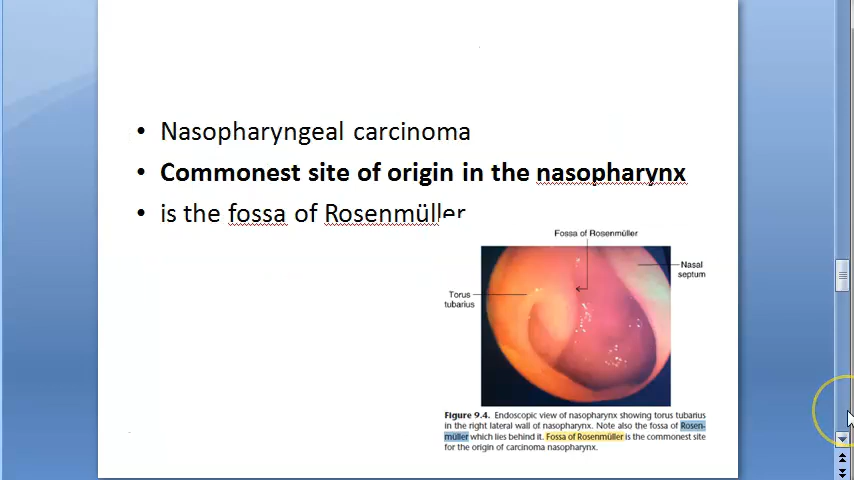 • Nasopharyngeal carcinoma
• Commonest site of origin in the nasopharynx
• is the fossa of Rosenmüller
Fossa of Rosenmüller
Nasal
septum
Torus
tubarius
Figure 9.4. Endoscopic view of nasopharynx showing torus tubarius
in the right lateral wall of nasopharynx. Note also the fossa of Rosen-
müller which lies behind it. Fossa of Rosenmüller is the commonest site
for the origin of carcinoma nasopharynx.